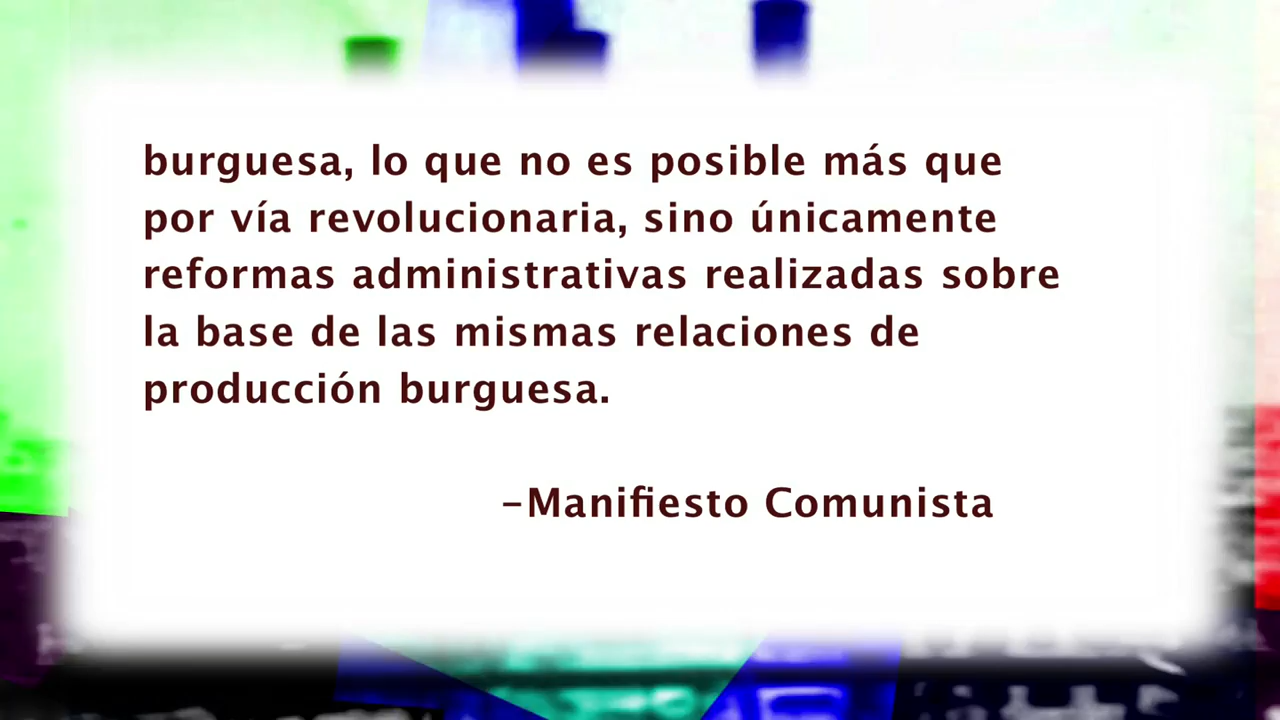 burguesa, lo que no es posible más que
por vía revolucionaria, sino únicamente
reformas administrativas realizadas sobre
la base de las mismas relaciones de
producción burguesa.
–Manifiesto Comunista